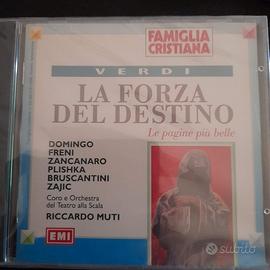 FAMIGLIA
CRISTIANA
VERDI
LA FORZA
DEL DESTINO
Le pagine più belle
DOMINGO
FRENI
ZANCANARO
PLISHKA
BRUSCANTINI
ZAJIC
Coro e Orchestra
del Teatro alla Scala
RICCARDO MUTI
EMI
subito